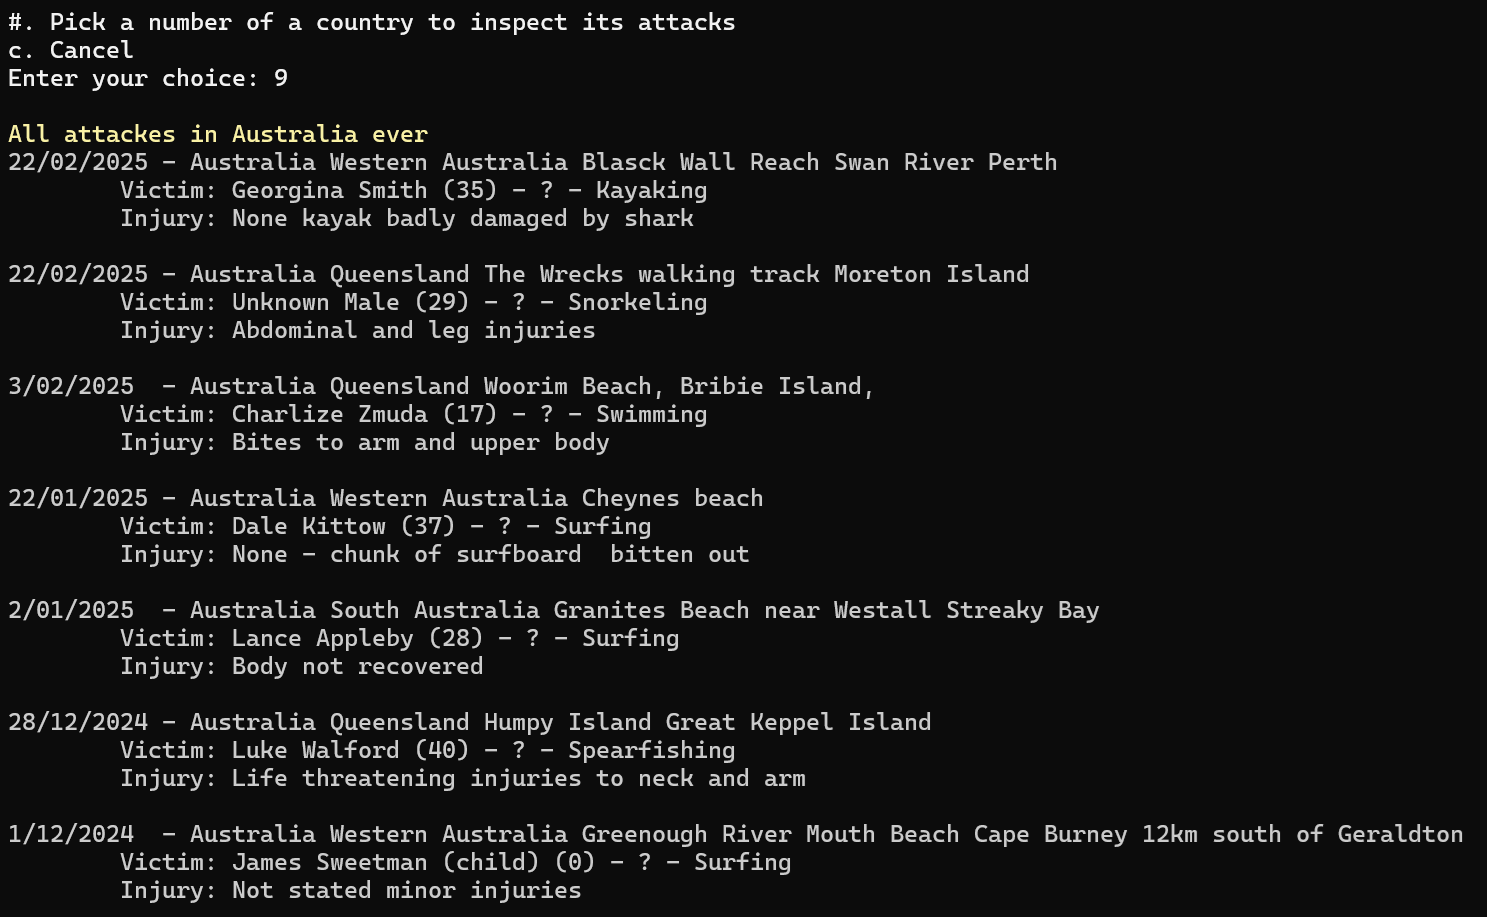 #. Pick a number of a country to inspect its attacks
c. Cancel
Enter your choice: 9
All attackes in Australia ever
22/02/2025 - Australia Western Australia Blasck Wall Reach Swan River Perth
Victim: Georgina Smith (35) - ? - Kayaking
Injury: None kayak badly damaged by shark
22/02/2025 - Australia Queensland The Wrecks walking track Moreton Island
Victim: Unknown Male (29) - ? - Snorkeling
Injury: Abdominal and leg injuries
3/02/2025  - Australia Queensland Woorim Beach, Bribie Island,
Victim: Charlize Zmuda (17) - ? - Swimming
Injury: Bites to arm and upper body
22/01/2025 - Australia Western Australia Cheynes beach
Victim: Dale Kittow (37) - ? - Surfing
Injury: None - chunk of surfboard  bitten out
2/01/2025  - Australia South Australia Granites Beach near Westall Streaky Bay
Victim: Lance Appleby (28) - ? - Surfing
Injury: Body not recovered
28/12/2024 - Australia Queensland Humpy Island Great Keppel Island
Victim: Luke Walford (40) - ? - Spearfishing
Injury: Life threatening injuries to neck and arm
1/12/2024  - Australia Western Australia Greenough River Mouth Beach Cape Burney 12km south of Geraldton
Victim: James Sweetman (child) (0) - ? - Surfing
Injury: Not stated minor injuries